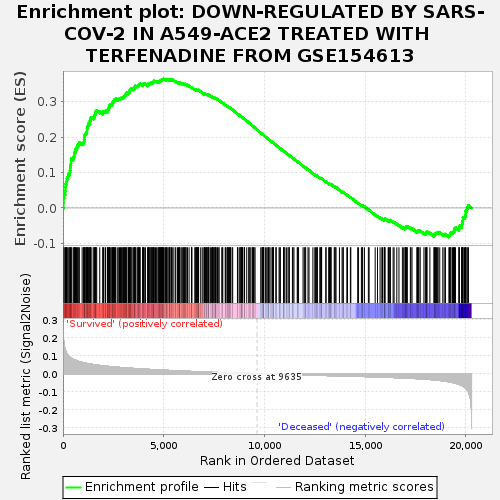 Enrichment plot: DOWN-REGULATED BY SARS-
COV-2 IN A549-ACE2 TREATED WITH
TERFENADINE FROM GSE154613
Enrichment score (ES)
0.3
0.2
0.1
0.0
-0.1
'Survived' (positively correlated)
Ranked list metric (Signal2Noise)
0.3
0.2
0.1
0.0
-0.1
-0.2
-0.3
Zero cross at 9635
'Deceased' (negatively correlated)
0 5,000 10,000 15,000 20,000
Rank in Ordered Dataset
Enrichment profile Hits Ranking metric scores